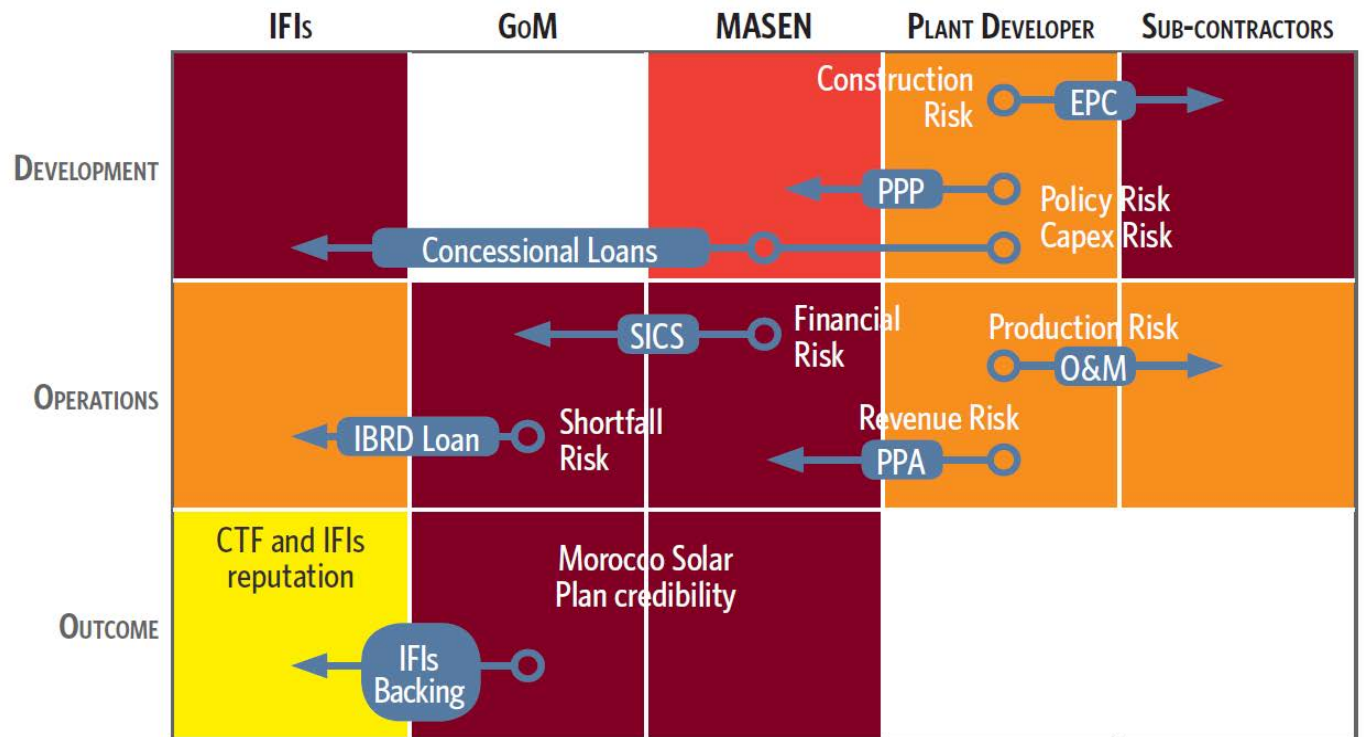 IFIs GoM MASEN PLANT DEVELOPER SUB-CONTRACTORS
DEVELOPMENT
Construction
Risk
EPC
PPP
Policy Risk
Capex Risk
Concessional Loans
OPERATIONS
SICS
Financial
Risk
Production Risk
O&M
IBRD Loan
Shortfall
Risk
Revenue Risk
PPA
OUTCOME
CTF and IFIs
reputation
Morocco Solar
Plan credibility
IFIs
Backing